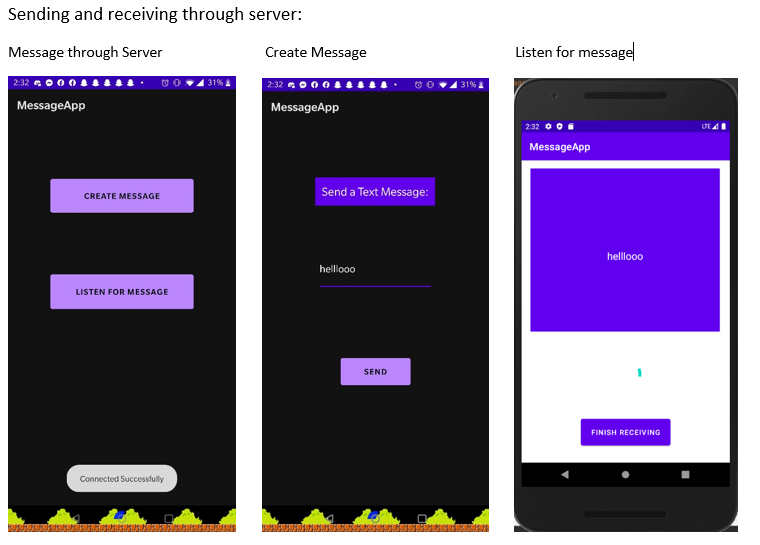 Sending and receiving through server:
Message through Server
Create Message
Listen for message
2:32
31%
MessageApp
CREATE MESSAGE
LISTEN FOR MESSAGE
Connected Successfully
2:32
31%
MessageApp
Send a Text Message:
helllooo
SEND
2:32
LTE
MessageApp
helllooo
FINISH RECEIVING